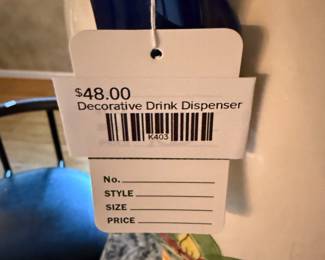 $48.00
Decorative Drink Dispenser
K403
No.
STYLE
SIZE
PRICE